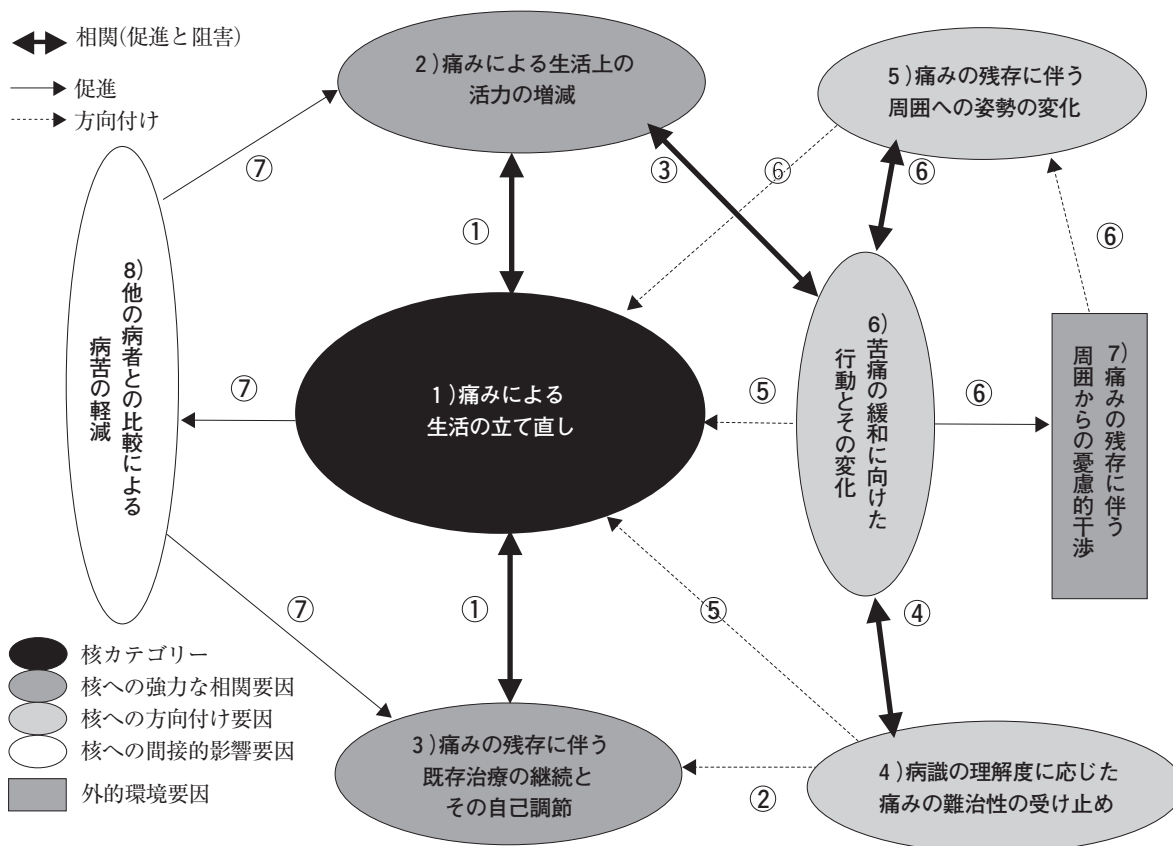 相関(促進と阻害)
促進
方向付け
2)痛みによる生活上の
活力の増減
5)痛みの残存に伴う
周囲への姿勢の変化
⑦
③
⑥
⑥
①
⑥
8)他の病者との比較による
病苦の軽減
1)痛みによる
生活の立て直し
6)苦痛の緩和に向けた
行動とその変化
7)痛みの残存に伴う
周囲からの憂慮的干渉
⑦
⑤
⑥
⑦
①
⑤
④
核カテゴリー
核への強力な相関要因
核への方向付け要因
核への間接的影響要因
外的環境要因
3)痛みの残存に伴う
既存治療の継続と
その自己調節
②
4)病識の理解度に応じた
痛みの難治性の受け止め